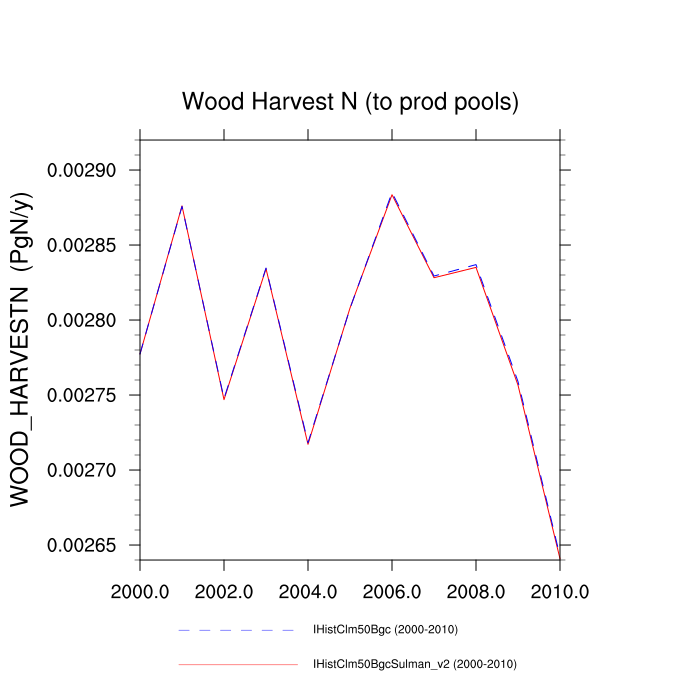 Wood Harvest N (to prod pools)
WOOD_HARVESTN (PgN/y)
0.00290
0.00285
0.00280
0.00275
0.00270
0.00265
2000.0 2002.0 2004.0 2006.0 2008.0 2010.0
IHistClm50Bgc (2000-2010)
IHistClm50BgcSulman_v2 (2000-2010)